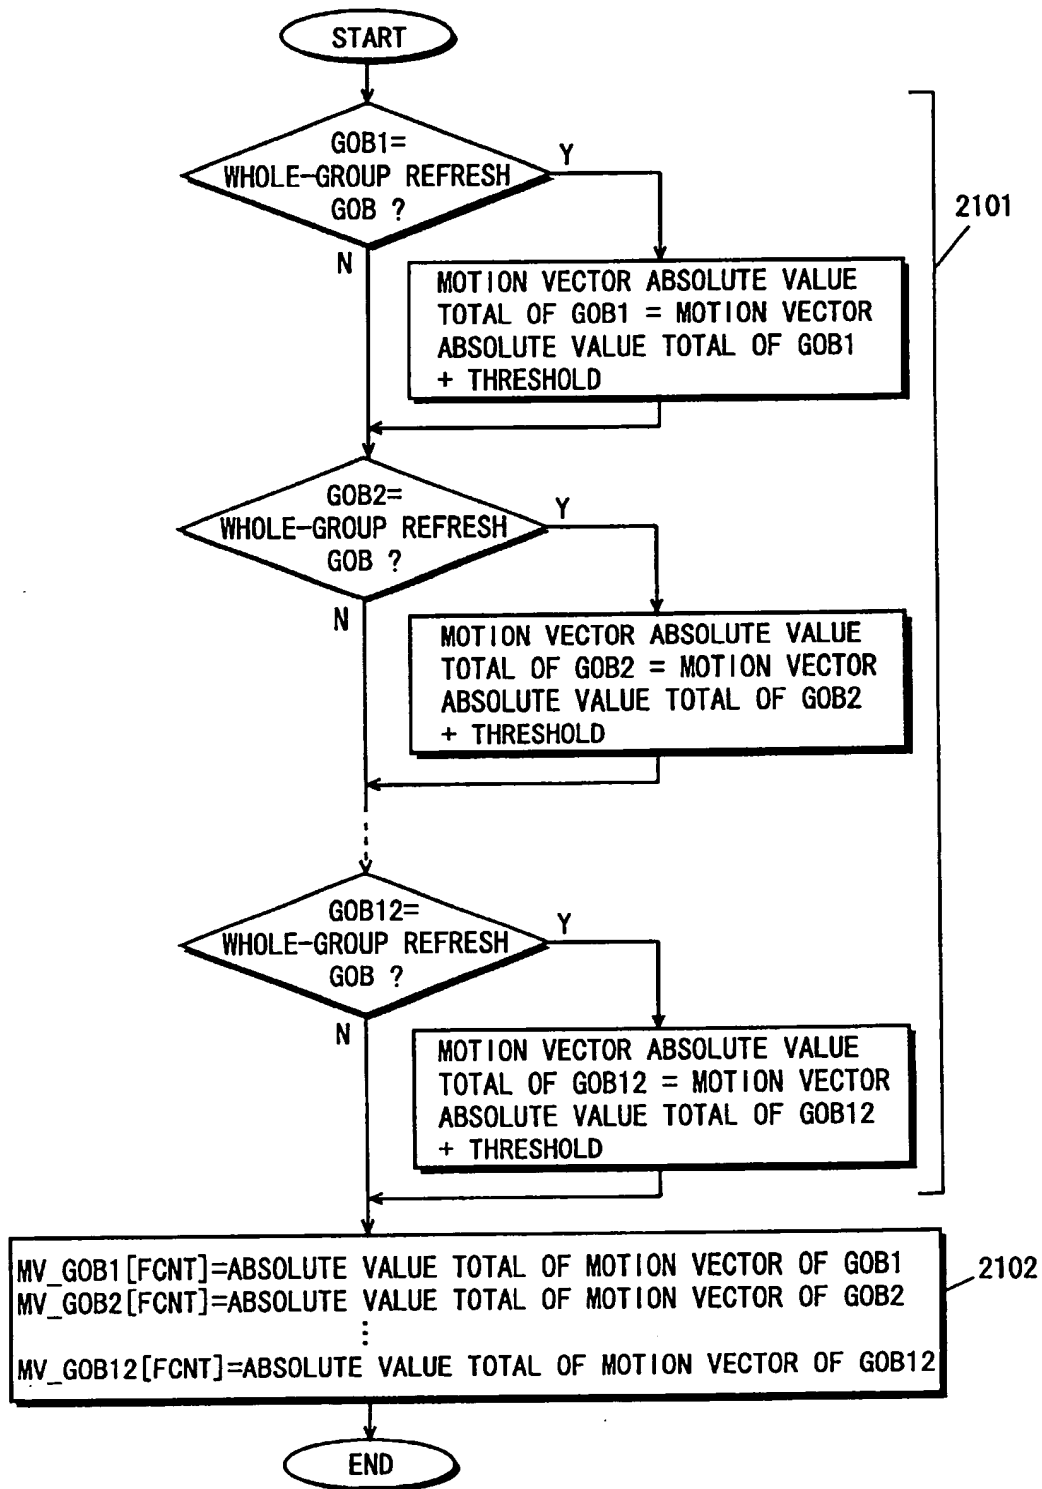 START
GOB1=
WHOLE-GROUP REFRESH
GOB ?
Y
N
2101
MOTION VECTOR ABSOLUTE VALUE
TOTAL OF GOB1 = MOTION VECTOR
ABSOLUTE VALUE TOTAL OF GOB1
+ THRESHOLD
GOB2=
WHOLE-GROUP REFRESH
GOB ?
Y
N
MOTION VECTOR ABSOLUTE VALUE
TOTAL OF GOB2 = MOTION VECTOR
ABSOLUTE VALUE TOTAL OF GOB2
+ THRESHOLD
GOB12=
WHOLE-GROUP REFRESH
GOB ?
Y
N
MOTION VECTOR ABSOLUTE VALUE
TOTAL OF GOB12 = MOTION VECTOR
ABSOLUTE VALUE TOTAL OF GOB12
+ THRESHOLD
MV_GOB1[FCNT]=ABSOLUTE VALUE TOTAL OF MOTION VECTOR OF GOB1
MV_GOB2[FCNT]=ABSOLUTE VALUE TOTAL OF MOTION VECTOR OF GOB2
⋮
MV_GOB12[FCNT]=ABSOLUTE VALUE TOTAL OF MOTION VECTOR OF GOB12
2102
END